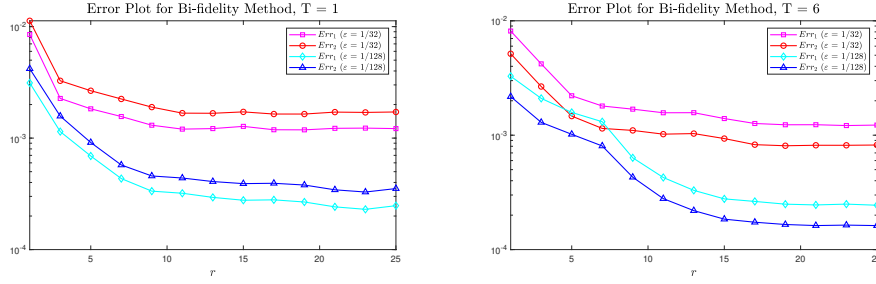 Error Plot for Bi-fidelity Method, T = 1
10^-2
10^-3
10^-4
5
10
15
20
25
r
Err₁ (ε = 1/32)
Err₂ (ε = 1/32)
Err₁ (ε = 1/128)
Err₂ (ε = 1/128)
Error Plot for Bi-fidelity Method, T = 6
10^-2
10^-3
10^-4
5
10
15
20
25
r
Err₁ (ε = 1/32)
Err₂ (ε = 1/32)
Err₁ (ε = 1/128)
Err₂ (ε = 1/128)